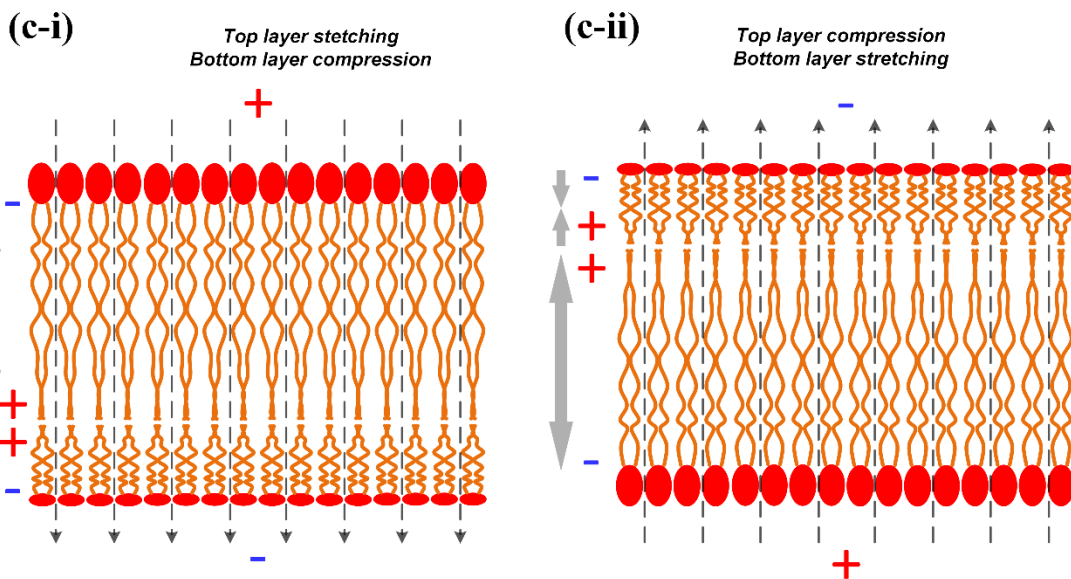 (c-i)
Top layer stetching
Bottom layer compression
+
-
+
+
-
-
(c-ii)
Top layer compression
Bottom layer stretching
-
-
+
+
-
+